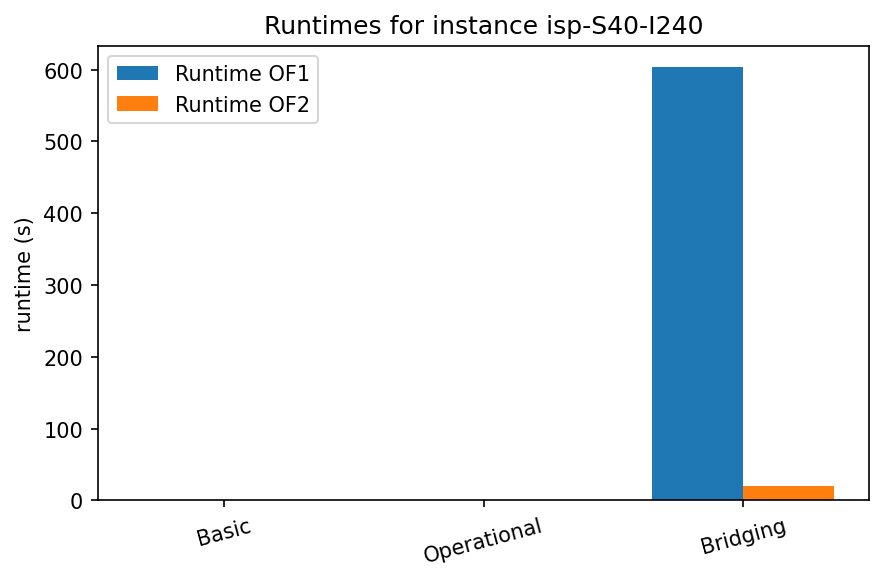 Runtimes for instance isp-S40-I240
Runtime OF1
Runtime OF2
runtime (s)
600
500
400
300
200
100
0
Basic
Operational
Bridging